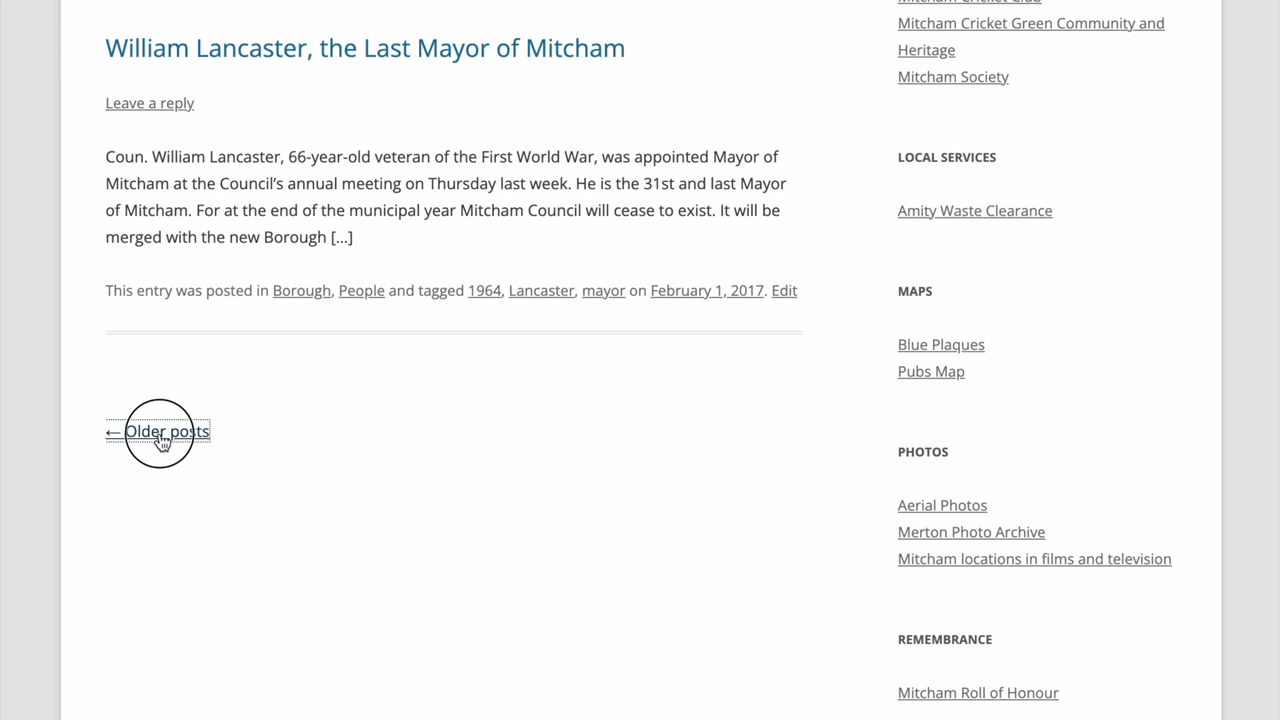 William Lancaster, the Last Mayor of Mitcham
Leave a reply
Coun. William Lancaster, 66-year-old veteran of the First World War, was appointed Mayor of
Mitcham at the Council’s annual meeting on Thursday last week. He is the 31st and last Mayor
of Mitcham. For at the end of the municipal year Mitcham Council will cease to exist. It will be
merged with the new Borough […]
This entry was posted in Borough, People and tagged 1964, Lancaster, mayor on February 1, 2017. Edit
← Older posts
Mitcham Cricket Club
Mitcham Cricket Green Community and
Heritage
Mitcham Society
LOCAL SERVICES
Amity Waste Clearance
MAPS
Blue Plaques
Pubs Map
PHOTOS
Aerial Photos
Merton Photo Archive
Mitcham locations in films and television
REMEMBRANCE
Mitcham Roll of Honour